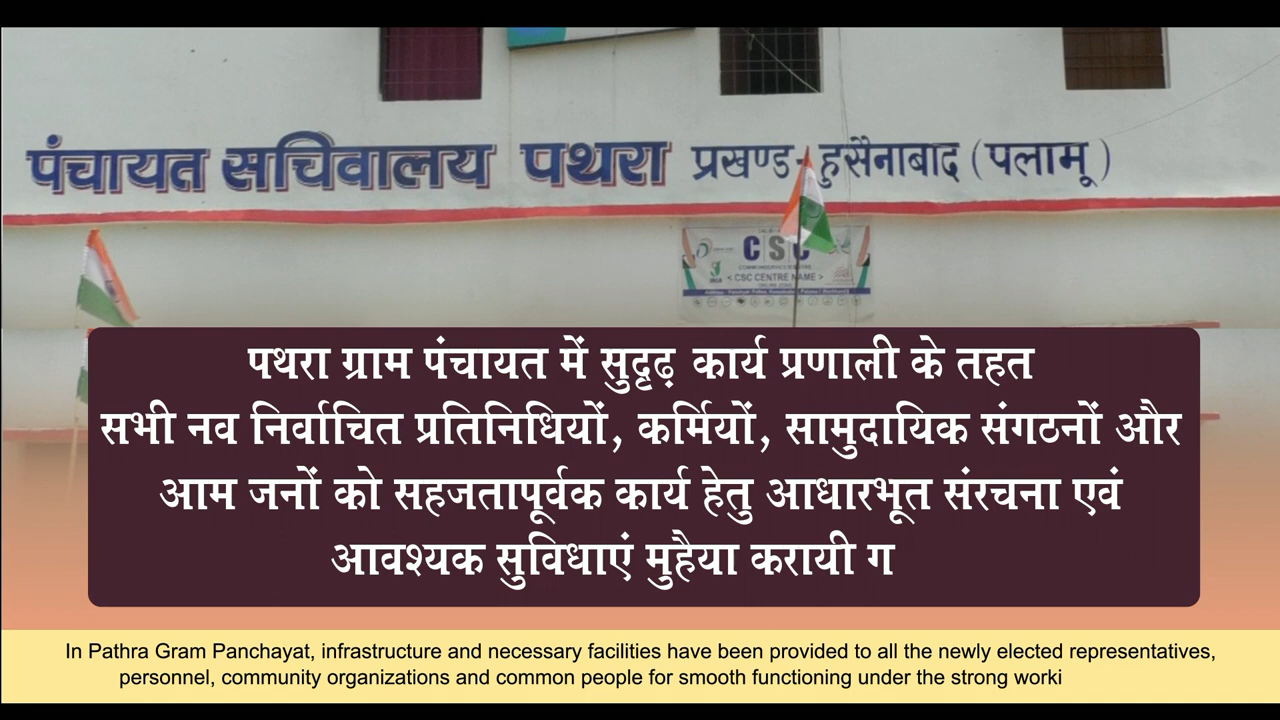 पंचायत सचिवालय पथरा प्रखण्ड - हुसैनाबाद (पलामू)
CSC
< CSC CENTRE NAME >
पथरा ग्राम पंचायत में सुदृढ़ कार्य प्रणाली के तहत
सभी नव निर्वाचित प्रतिनिधियों, कर्मियों, सामुदायिक संगठनों और
आम जनों को सहजतापूर्वक कार्य हेतु आधारभूत संरचना एवं
आवश्यक सुविधाएं मुहैया करायी ग
In Pathra Gram Panchayat, infrastructure and necessary facilities have been provided to all the newly elected representatives,
personnel, community organizations and common people for smooth functioning under the strong worki